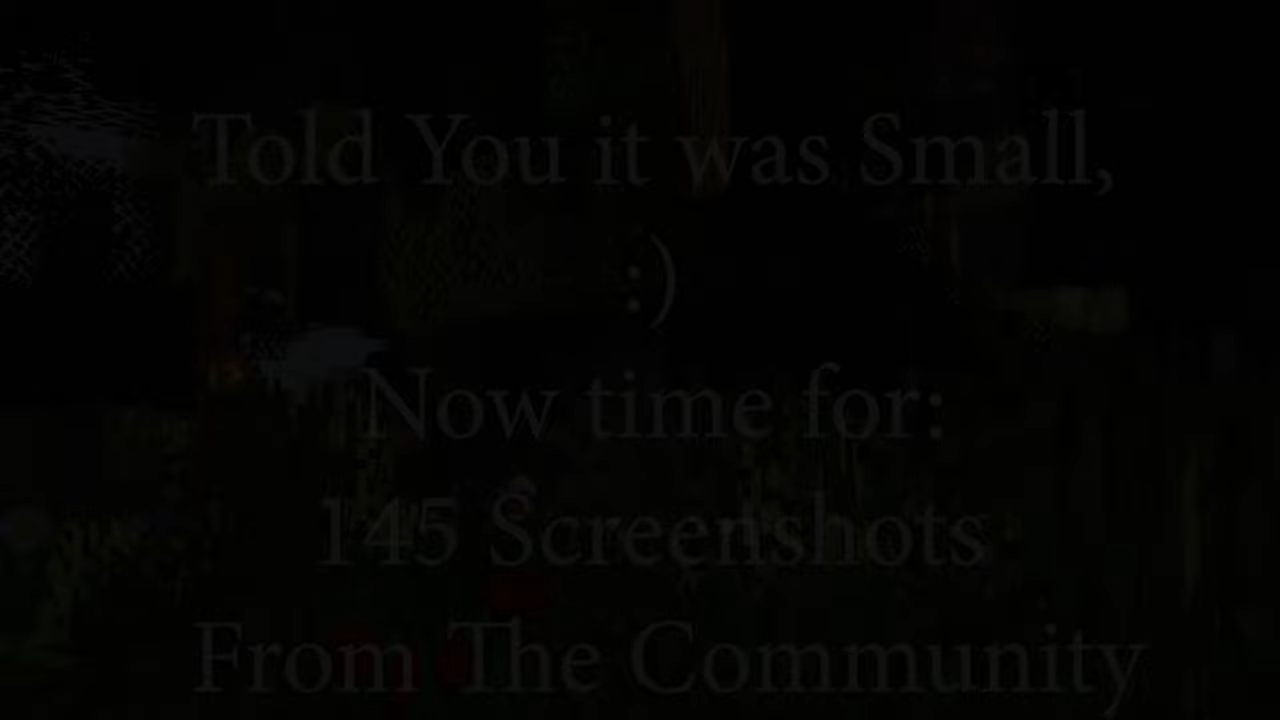 Told You it was Small,
:)
Now time for:
145 Screenshots
From The Community